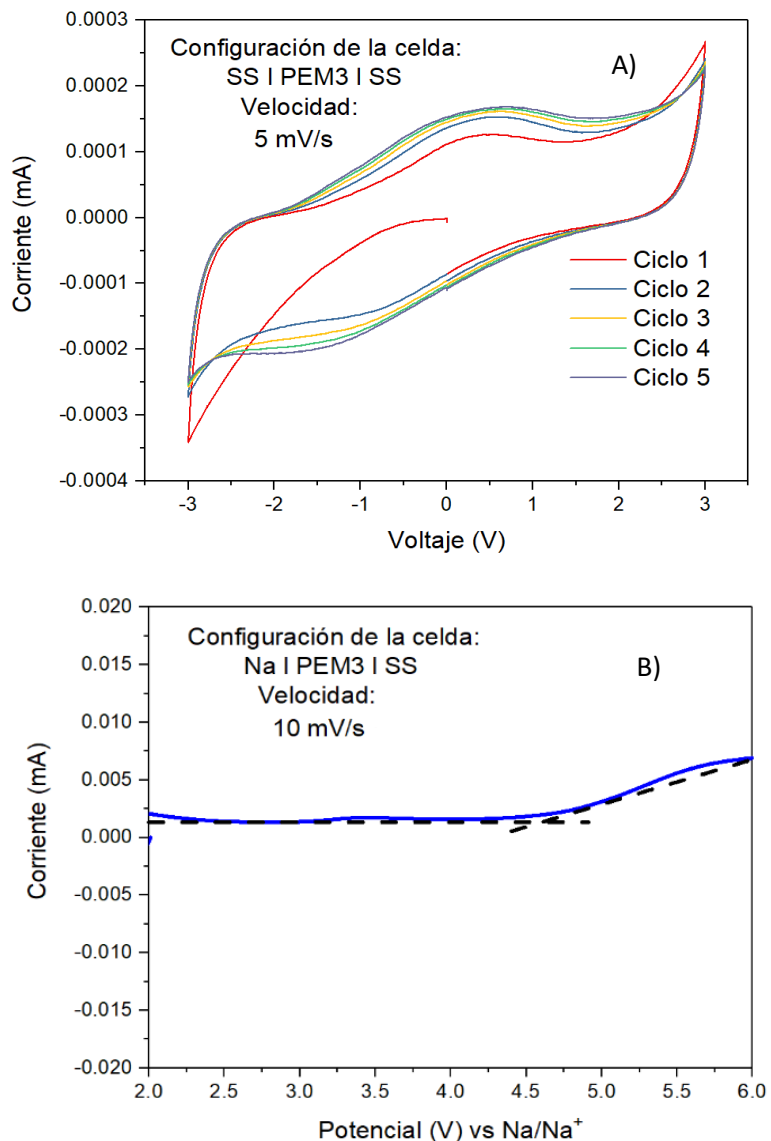 Configuración de la celda:
SS I PEM3 I SS
Velocidad:
5 mV/s
A)
Corriente (mA)
0.0003
0.0002
0.0001
0.0000
-0.0001
-0.0002
-0.0003
-0.0004
Ciclo 1
Ciclo 2
Ciclo 3
Ciclo 4
Ciclo 5
-3 -2 -1 0 1 2 3
Voltaje (V)
Configuración de la celda:
Na I PEM3 I SS
Velocidad:
10 mV/s
B)
Corriente (mA)
0.020
0.015
0.010
0.005
0.000
-0.005
-0.010
-0.015
-0.020
2.0 2.5 3.0 3.5 4.0 4.5 5.0 5.5 6.0
Potencial (V) vs Na/Na⁺